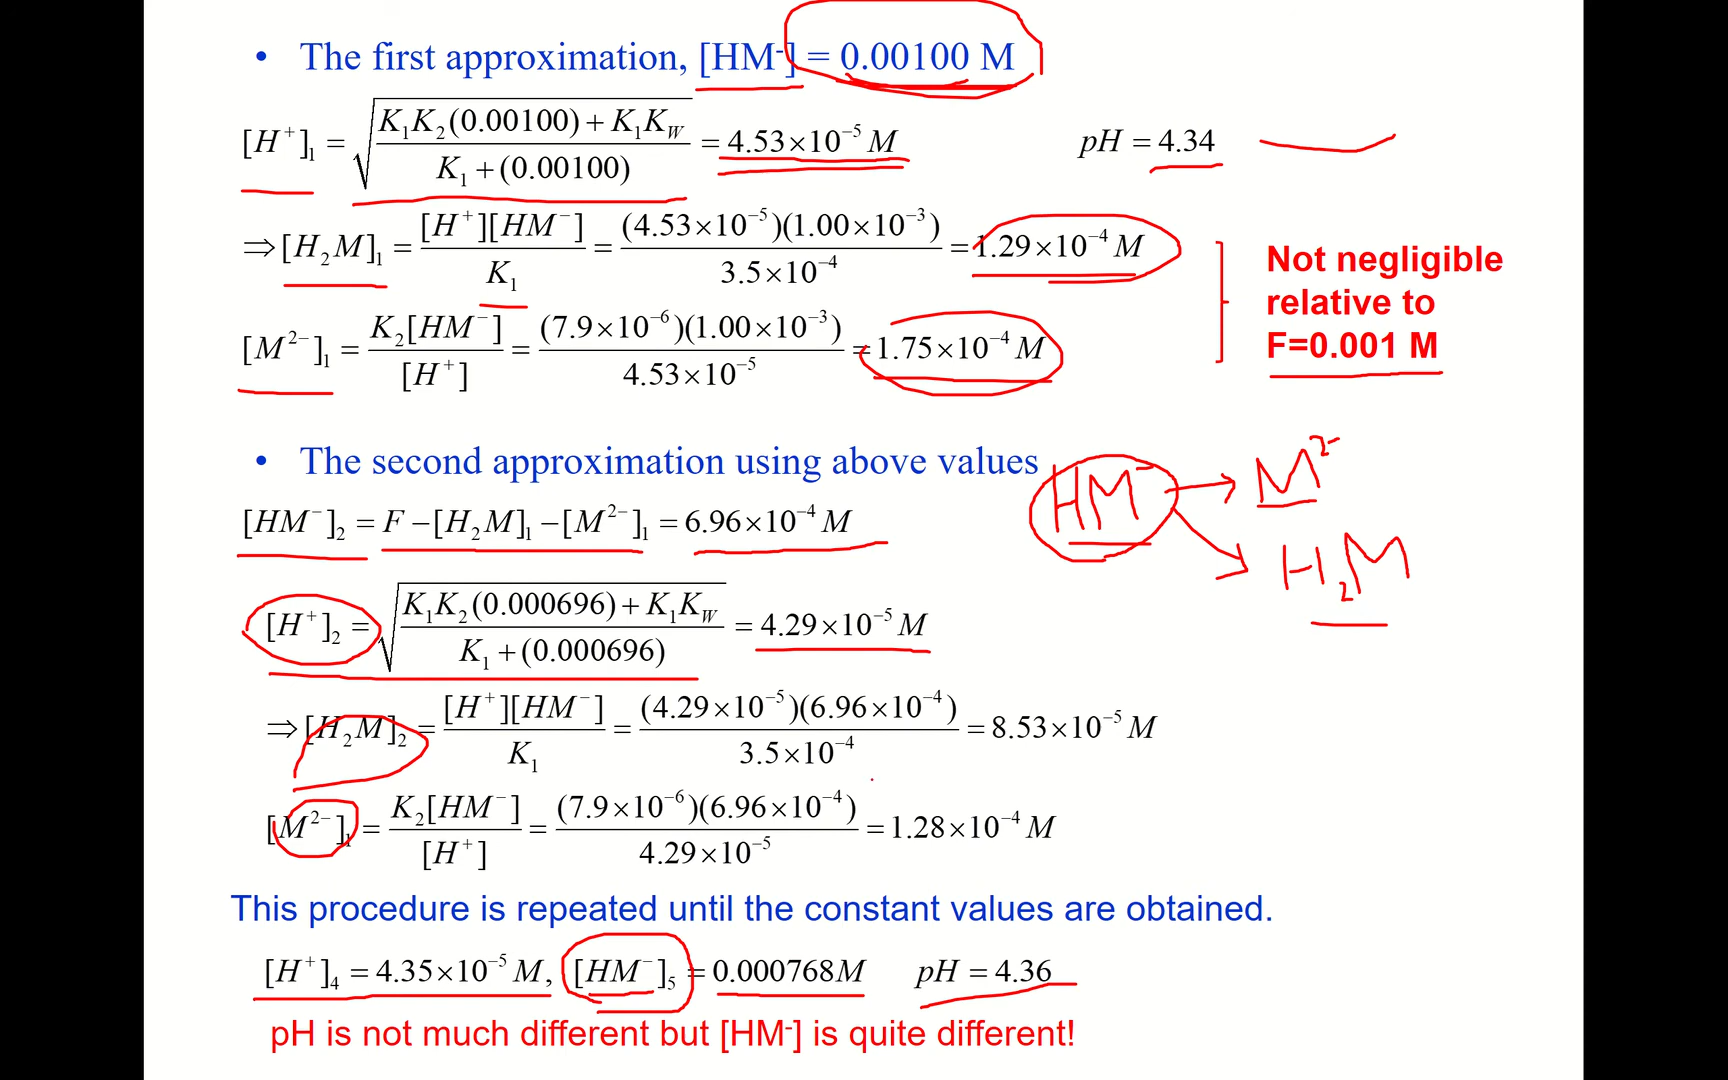 • The first approximation, [HM⁻] = 0.00100 M
[H⁺]₁ = √((K₁K₂(0.00100) + K₁K_W) / (K₁ + (0.00100))) = 4.53×10⁻⁵ M pH = 4.34
⇒ [H₂M]₁ = [H⁺][HM⁻] / K₁ = (4.53×10⁻⁵)(1.00×10⁻³) / 3.5×10⁻⁴ = 1.29×10⁻⁴ M
[M²⁻]₁ = K₂[HM⁻] / [H⁺] = (7.9×10⁻⁶)(1.00×10⁻³) / 4.53×10⁻⁵ = 1.75×10⁻⁴ M
Not negligible
relative to
F=0.001 M
• The second approximation using above values
HM⁻ → M²⁻
→ H₂M
[HM⁻]₂ = F − [H₂M]₁ − [M²⁻]₁ = 6.96×10⁻⁴ M
[H⁺]₂ = √((K₁K₂(0.000696) + K₁K_W) / (K₁ + (0.000696))) = 4.29×10⁻⁵ M
⇒ [H₂M]₂ = [H⁺][HM⁻] / K₁ = (4.29×10⁻⁵)(6.96×10⁻⁴) / 3.5×10⁻⁴ = 8.53×10⁻⁵ M
[M²⁻]₁ = K₂[HM⁻] / [H⁺] = (7.9×10⁻⁶)(6.96×10⁻⁴) / 4.29×10⁻⁵ = 1.28×10⁻⁴ M
This procedure is repeated until the constant values are obtained.
[H⁺]₄ = 4.35×10⁻⁵ M, [HM⁻]₅ = 0.000768M pH = 4.36
pH is not much different but [HM⁻] is quite different!